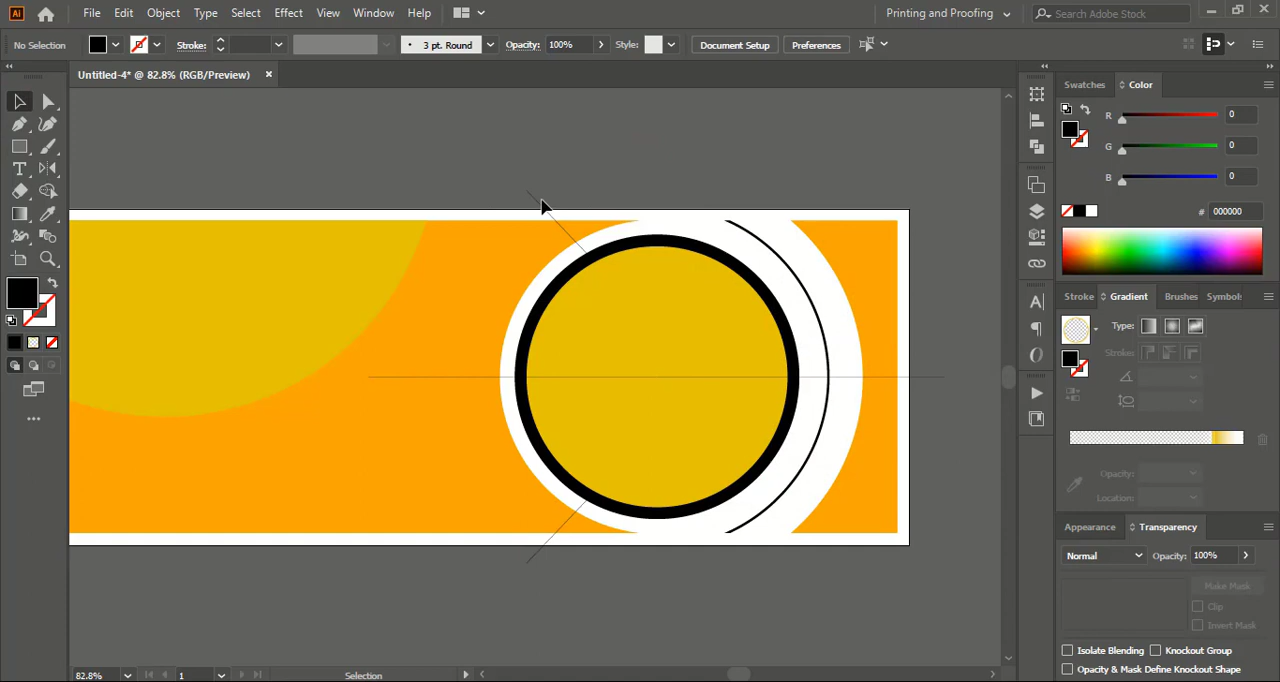 Ai File Edit Object Type Select Effect View Window Help Printing and Proofing Search Adobe Stock
No Selection Stroke: 3 pt. Round Opacity: 100% Style: Document Setup Preferences
Untitled-4* @ 82.8% (RGB/Preview)
Swatches Color
R 0
G 0
B 0
# 000000
Stroke Gradient Brushes Symbol:
Type:
Stroke:
Opacity:
Location:
Appearance Transparency
Normal Opacity: 100%
Make Mask
Clip
Invert Mask
Isolate Blending Knockout Group
Opacity & Mask Define Knockout Shape
82.8% 1 Selection